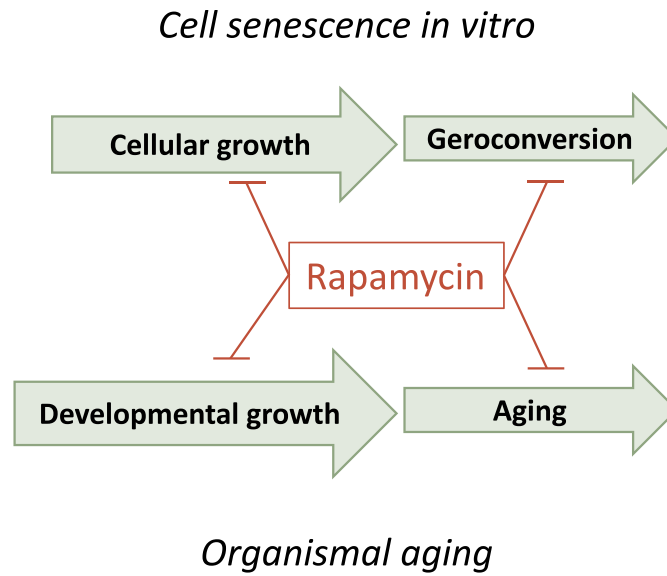 Cell senescence in vitro
Cellular growth
Geroconversion
Rapamycin
Developmental growth
Aging
Organismal aging